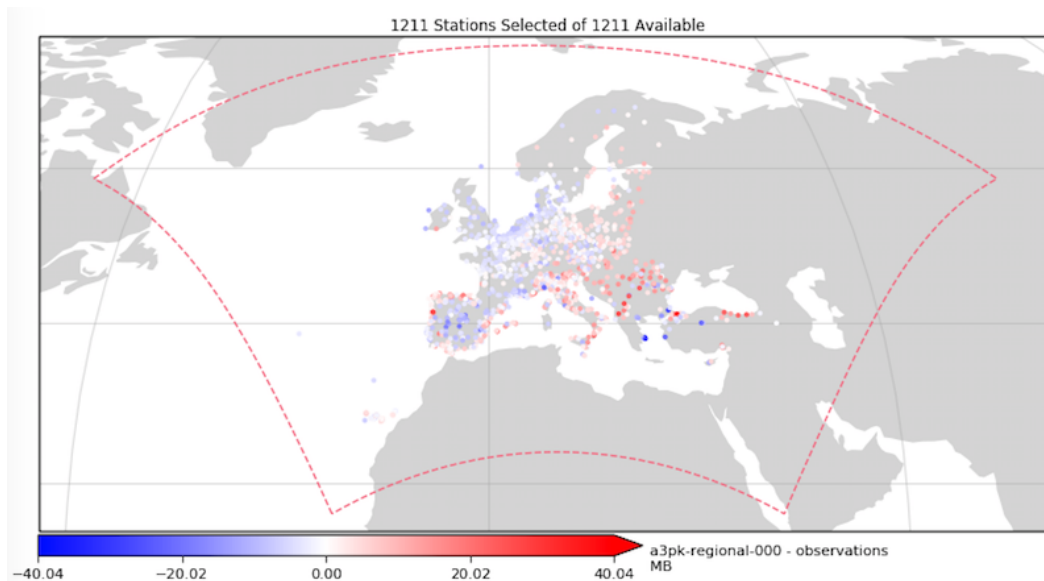 1211 Stations Selected of 1211 Available
−40.04 −20.02 0.00 20.02 40.04
a3pk-regional-000 - observations
MB